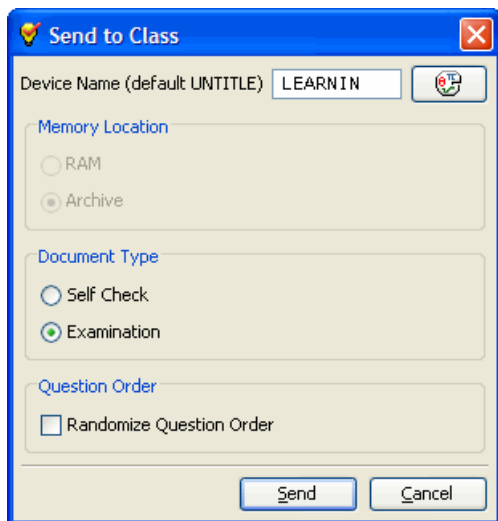 Send to Class
Device Name (default UNTITLE) LEARNIN
Memory Location
RAM
Archive
Document Type
Self Check
Examination
Question Order
Randomize Question Order
Send Cancel